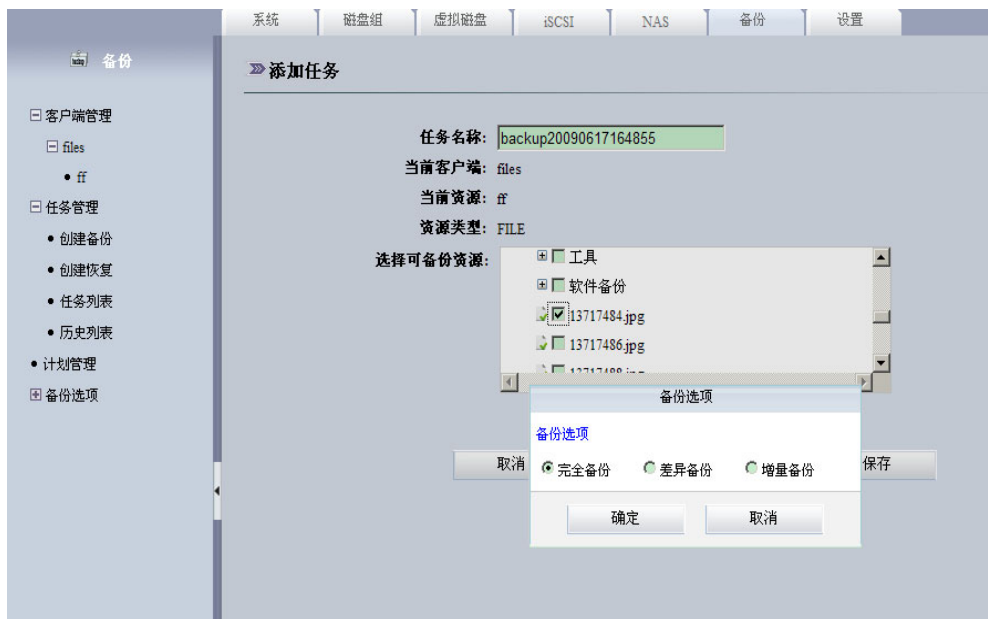 系统 磁盘组 虚拟磁盘 iSCSI NAS 备份 设置
备份
客户端管理
files
ff
任务管理
创建备份
创建恢复
任务列表
历史列表
计划管理
备份选项
添加任务
任务名称: backup20090617164855
当前客户端: files
当前资源: ff
资源类型: FILE
选择可备份资源:
工具
软件备份
13717484.jpg
13717486.jpg
13717488.jpg
取消
保存
备份选项
备份选项
完全备份 差异备份 增量备份
确定 取消